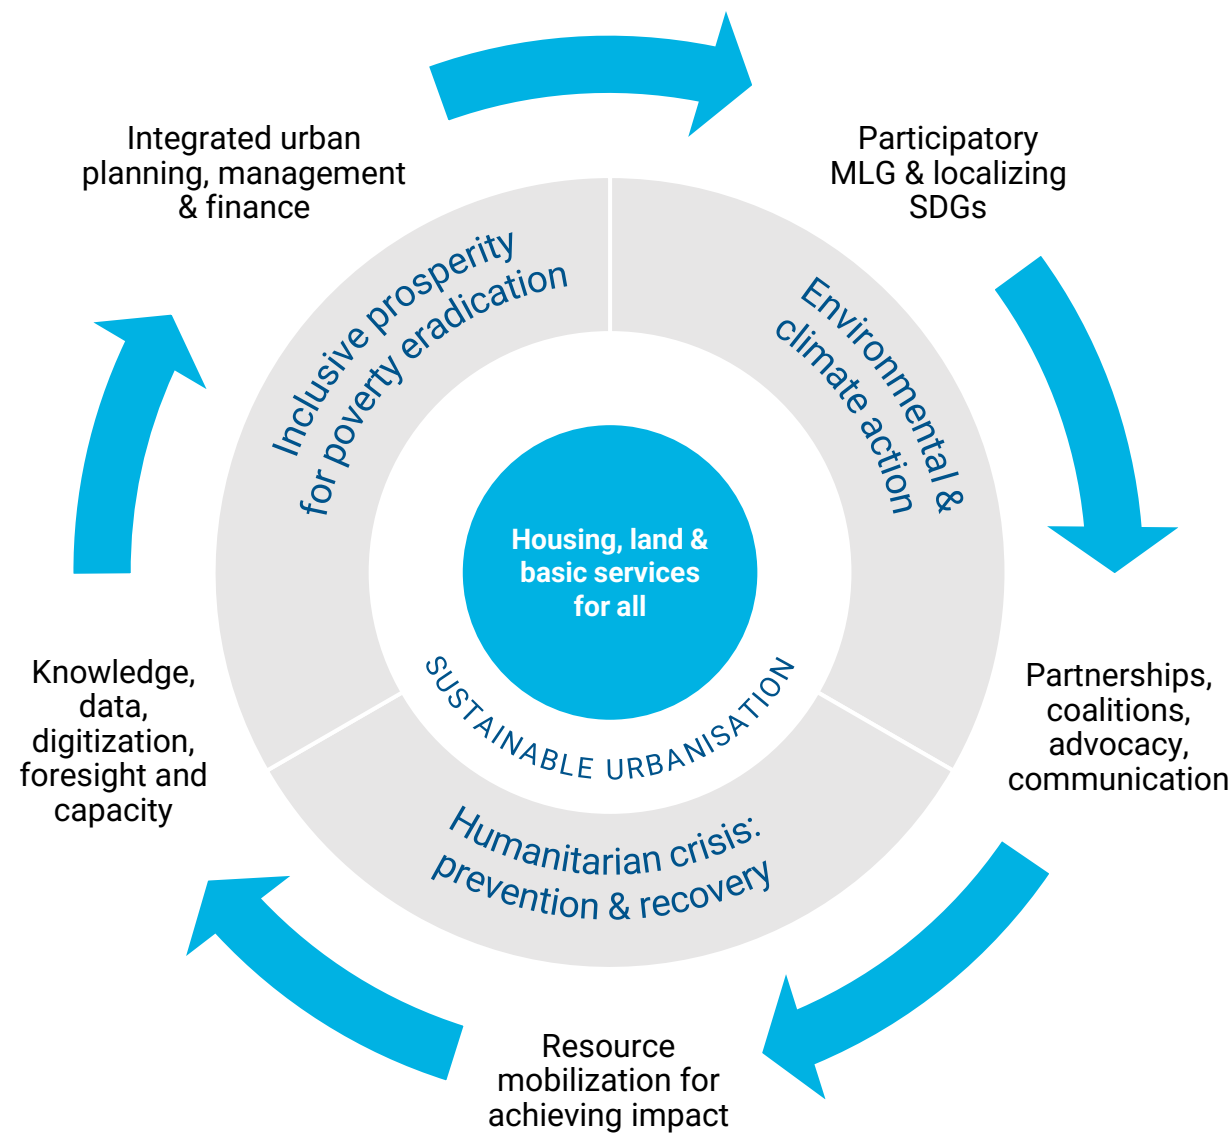 Integrated urban
planning, management
& finance
Participatory
MLG & localizing
SDGs
Inclusive prosperity
for poverty eradication
Environmental &
climate action
Housing, land &
basic services
for all
SUSTAINABLE URBANISATION
Knowledge,
data,
digitization,
foresight and
capacity
Partnerships,
coalitions,
advocacy,
communication
Humanitarian crisis:
prevention & recovery
Resource
mobilization for
achieving impact